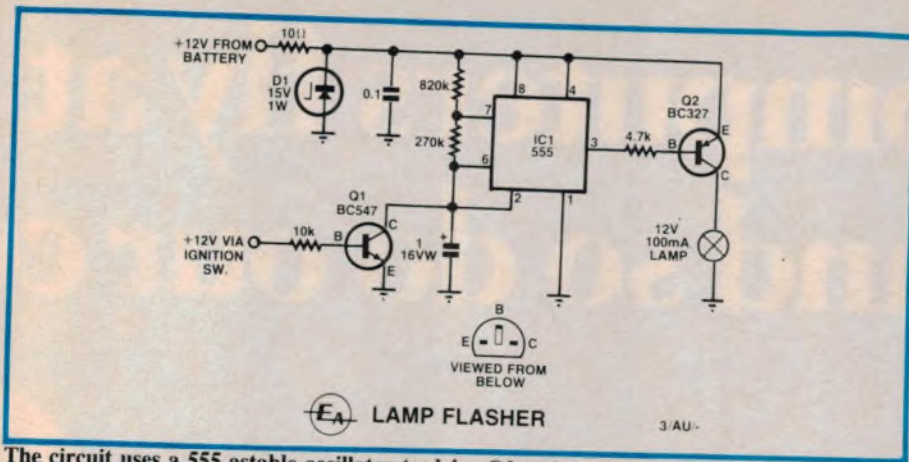 +12V FROM
BATTERY
10Ω
D1
15V
1W
0.1
820k
270k
7
6
8
4
IC1
555
3
2
1
4.7k
Q2
BC327
B
E
C
12V
100mA
LAMP
Q1
BC547
+12V VIA
IGNITION
SW.
10k
B
C
E
+
1
16VW
B
E
C
VIEWED FROM
BELOW
EA LAMP FLASHER
3/AU/-
The circuit uses a 555 astable oscillator